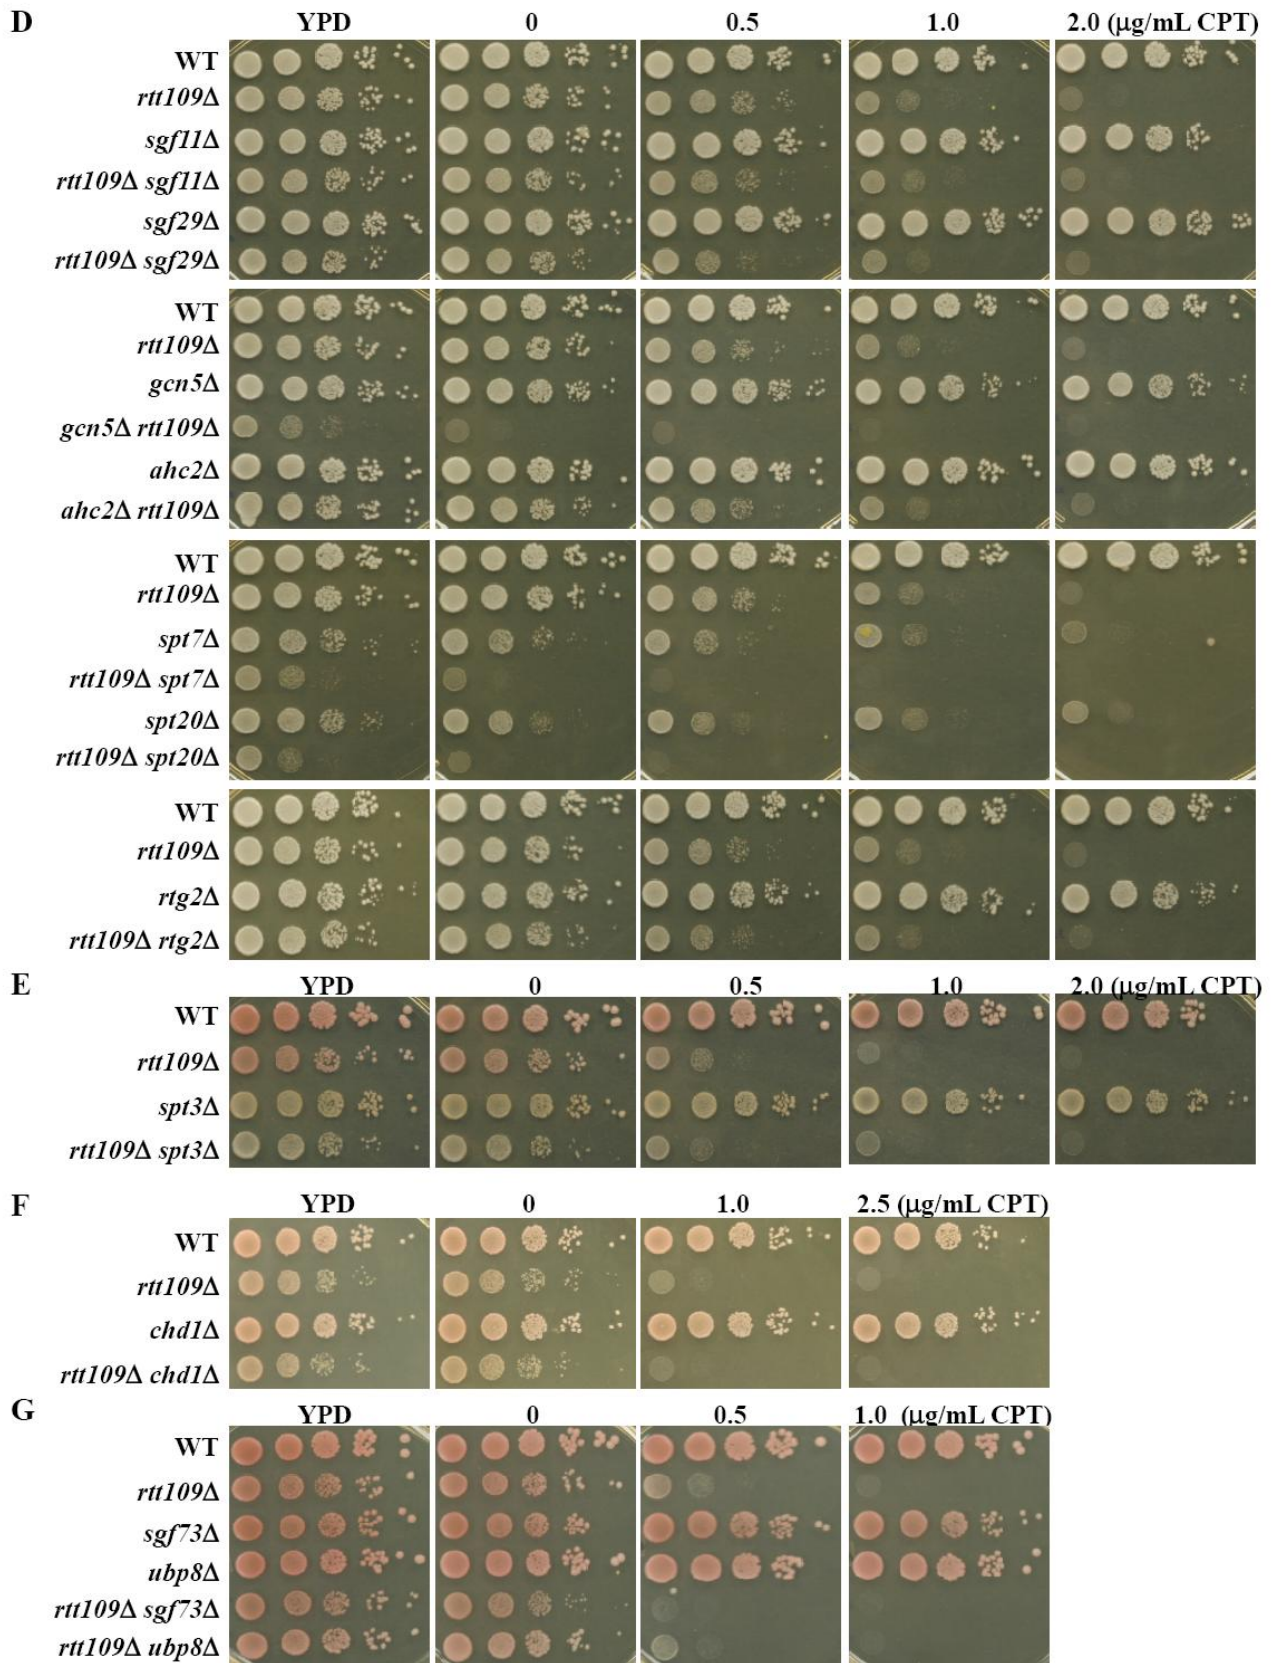 D YPD 0 0.5 1.0 2.0 (μg/mL CPT)
WT
rtt109Δ
sgf11Δ
rtt109Δ sgf11Δ
sgf29Δ
rtt109Δ sgf29Δ
WT
rtt109Δ
gcn5Δ
gcn5Δ rtt109Δ
ahc2Δ
ahc2Δ rtt109Δ
WT
rtt109Δ
spt7Δ
rtt109Δ spt7Δ
spt20Δ
rtt109Δ spt20Δ
WT
rtt109Δ
rtg2Δ
rtt109Δ rtg2Δ
E YPD 0 0.5 1.0 2.0 (μg/mL CPT)
WT
rtt109Δ
spt3Δ
rtt109Δ spt3Δ
F YPD 0 1.0 2.5 (μg/mL CPT)
WT
rtt109Δ
chd1Δ
rtt109Δ chd1Δ
G YPD 0 0.5 1.0 (μg/mL CPT)
WT
rtt109Δ
sgf73Δ
ubp8Δ
rtt109Δ sgf73Δ
rtt109Δ ubp8Δ